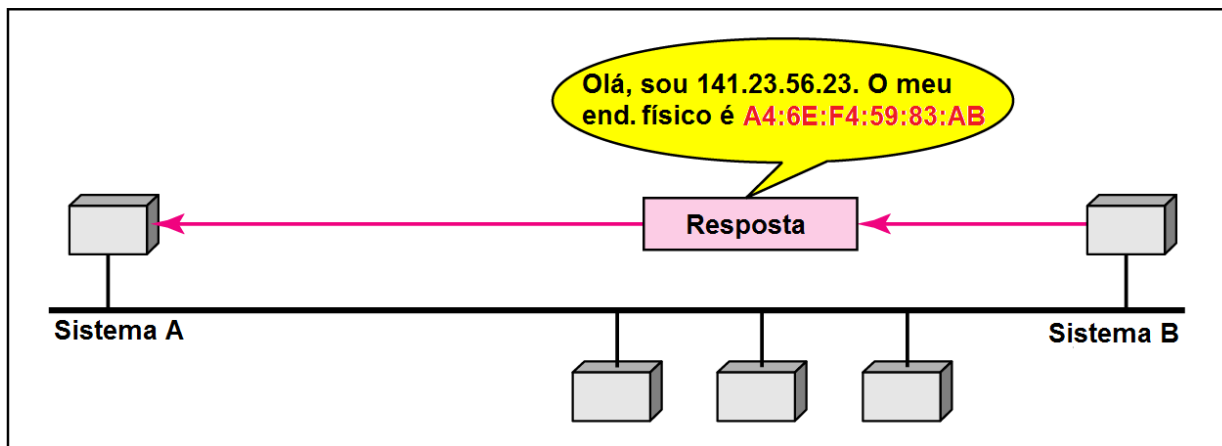 Olá, sou 141.23.56.23. O meu
end. físico é A4:6E:F4:59:83:AB
Resposta
Sistema A
Sistema B